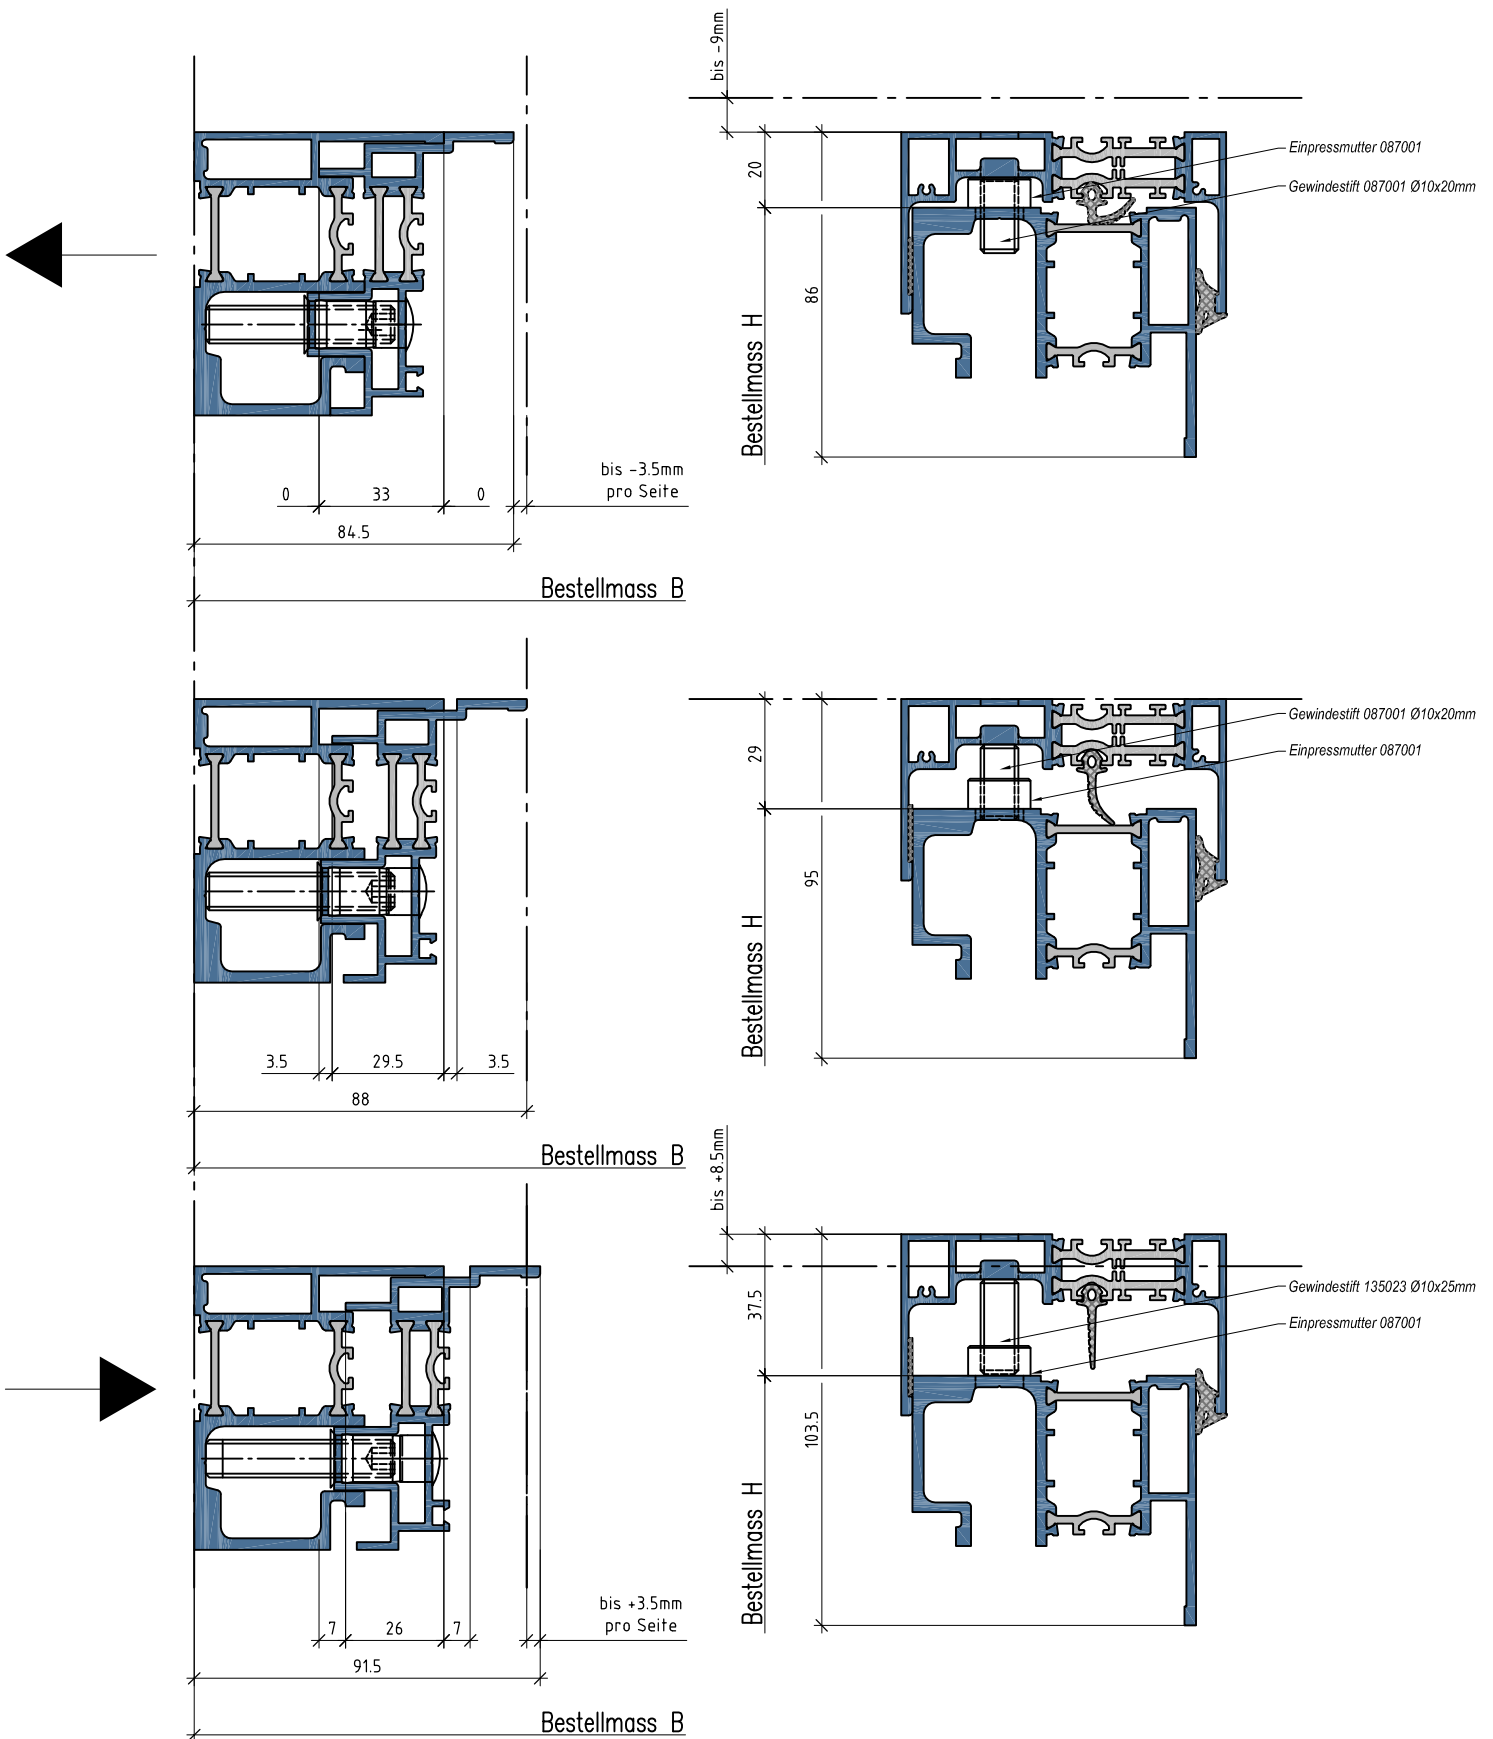 bis -9mm
20
86
Bestellmass H
Einpressmutter 087001
Gewindestift 087001 Ø10x20mm
bis -3.5mm
pro Seite
0
33
0
84.5
Bestellmass B
29
95
Bestellmass H
Gewindestift 087001 Ø10x20mm
Einpressmutter 087001
3.5
29.5
3.5
88
Bestellmass B
bis +8.5mm
37.5
103.5
Bestellmass H
Gewindestift 135023 Ø10x25mm
Einpressmutter 087001
bis +3.5mm
pro Seite
7
26
7
91.5
Bestellmass B